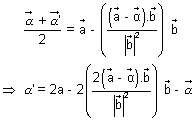 (α⃗ + α⃗')/2 = a⃗ − (((a⃗ − α⃗).b⃗)/|b⃗|²) b⃗
⇒ α' = 2a − 2((2(a⃗ − α⃗).b⃗)/|b⃗|²) b⃗ − α⃗